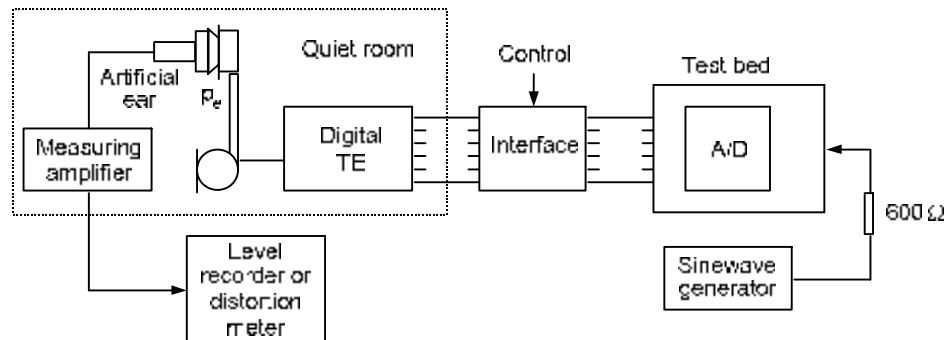 Quiet room
Control
Test bed
Artificial
ear
pe
Measuring
amplifier
Digital
TE
Interface
A/D
600 Ω
Level
recorder or
distortion
meter
Sinewave
generator